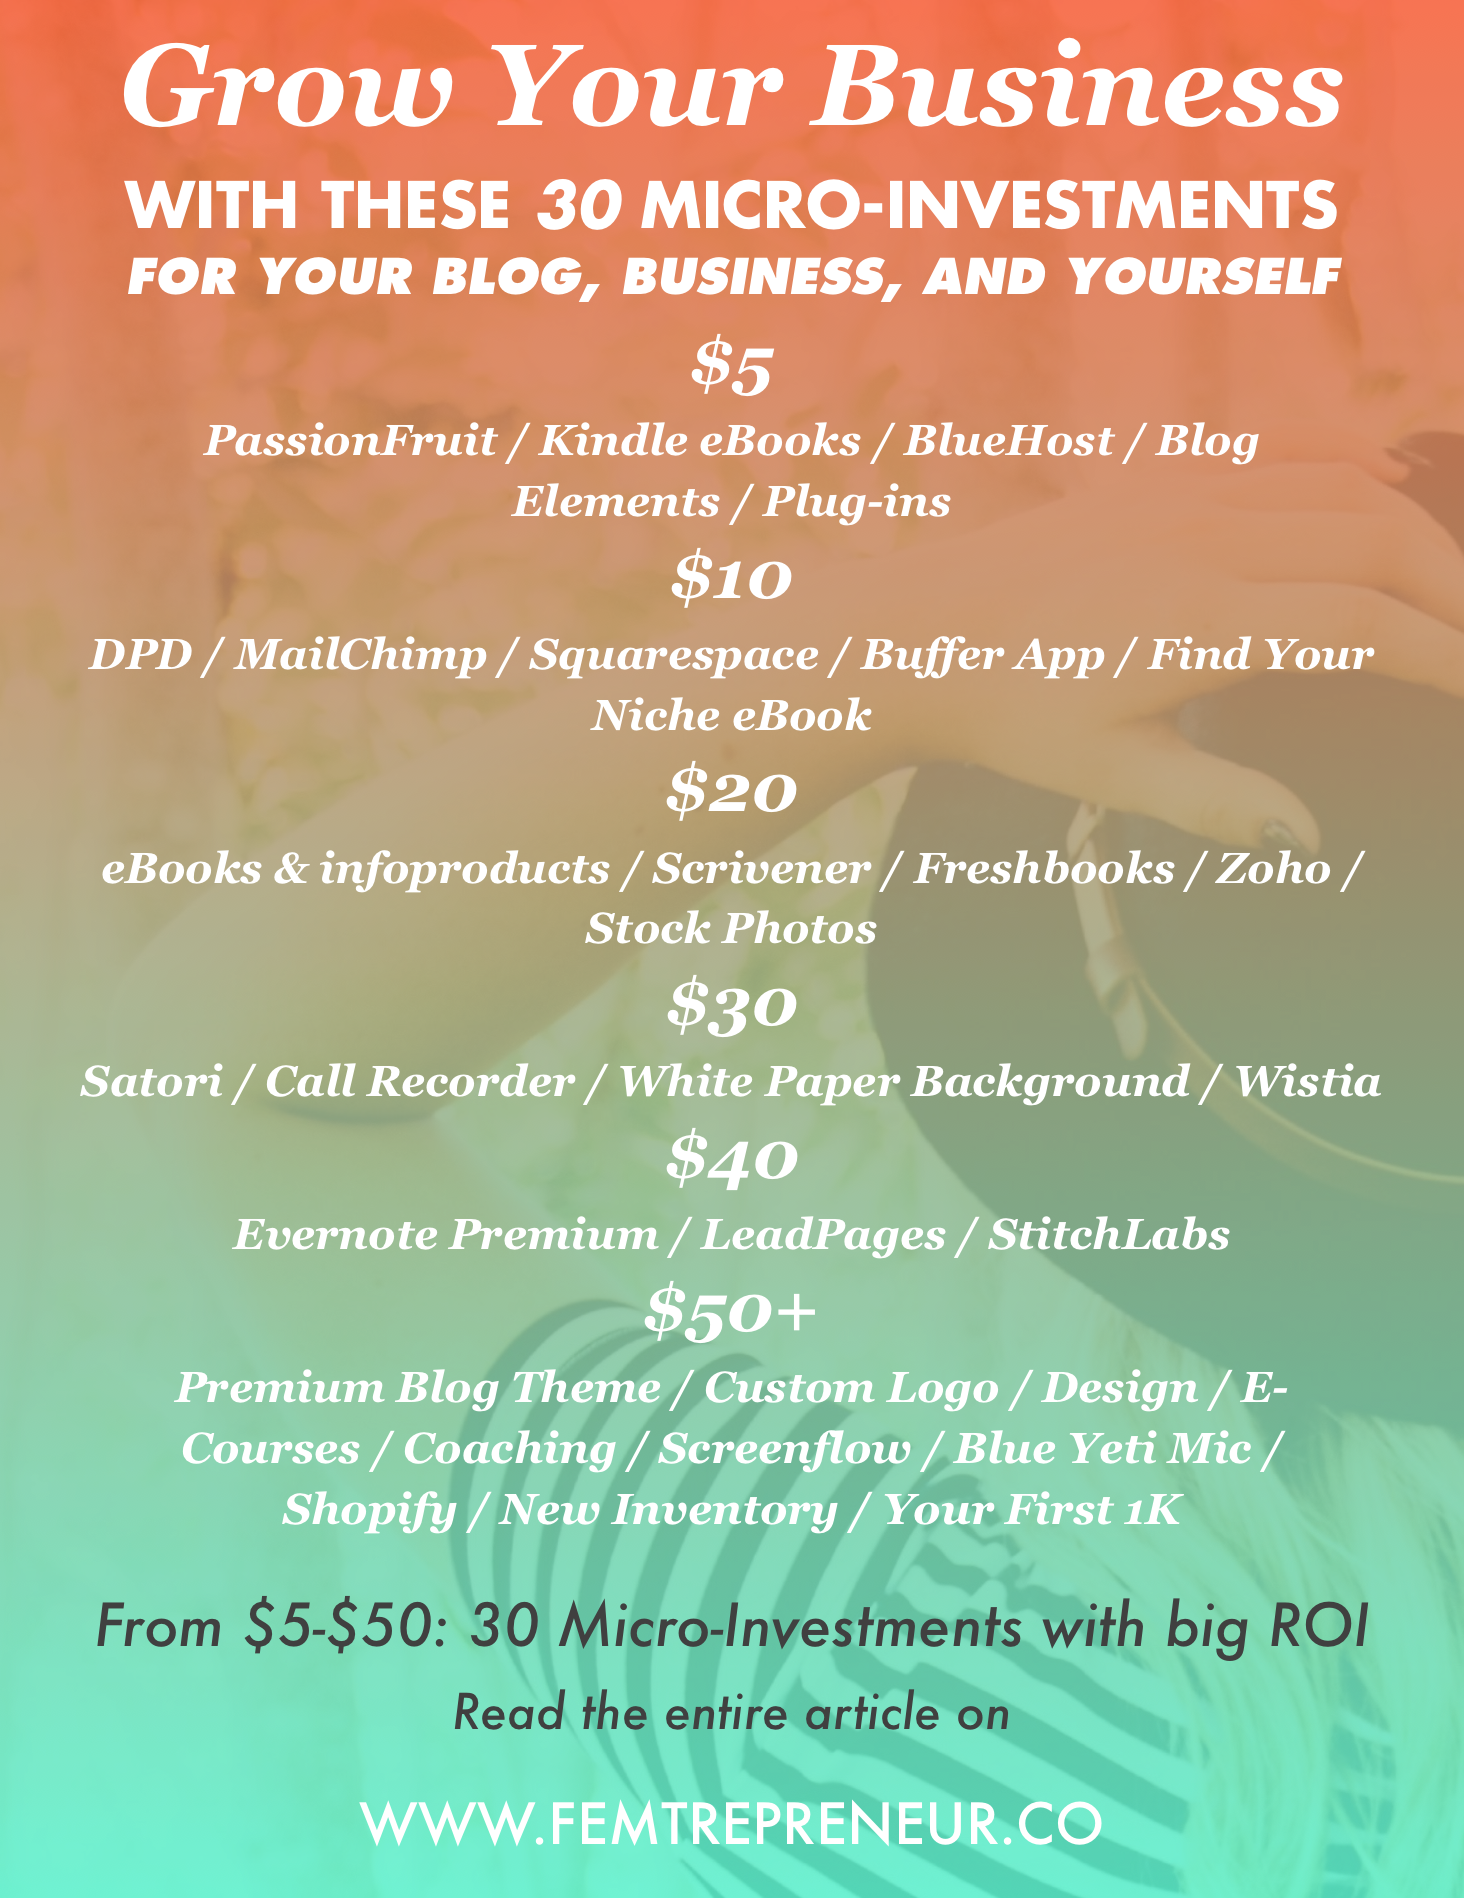 Grow Your Business
WITH THESE 30 MICRO-INVESTMENTS
FOR YOUR BLOG, BUSINESS, AND YOURSELF
$5
PassionFruit / Kindle eBooks / BlueHost / Blog
Elements / Plug-ins
$10
DPD / MailChimp / Squarespace / Buffer App / Find Your
Niche eBook
$20
eBooks & infoproducts / Scrivener / Freshbooks / Zoho /
Stock Photos
$30
Satori / Call Recorder / White Paper Background / Wistia
$40
Evernote Premium / LeadPages / StitchLabs
$50+
Premium Blog Theme / Custom Logo / Design / E-
Courses / Coaching / Screenflow / Blue Yeti Mic /
Shopify / New Inventory / Your First 1K
From $5-$50: 30 Micro-Investments with big ROI
Read the entire article on
WWW.FEMTREPRENEUR.CO